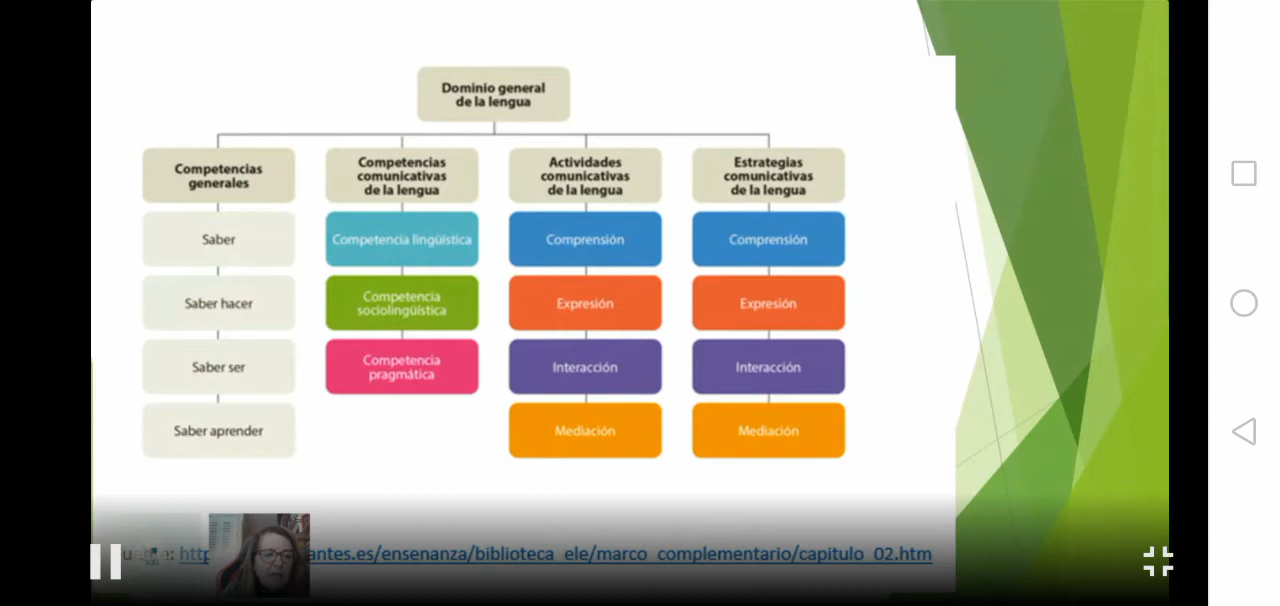 Dominio general
de la lengua
Competencias
generales
Competencias
comunicativas
de la lengua
Actividades
comunicativas
de la lengua
Estrategias
comunicativas
de la lengua
Saber
Competencia lingüística
Comprensión
Comprensión
Saber hacer
Competencia
sociolingüística
Expresión
Expresión
Saber ser
Competencia
pragmática
Interacción
Interacción
Saber aprender
Mediación
Mediación
antes.es/ensenanza/biblioteca_ele/marco_complementario/capitulo_02.htm